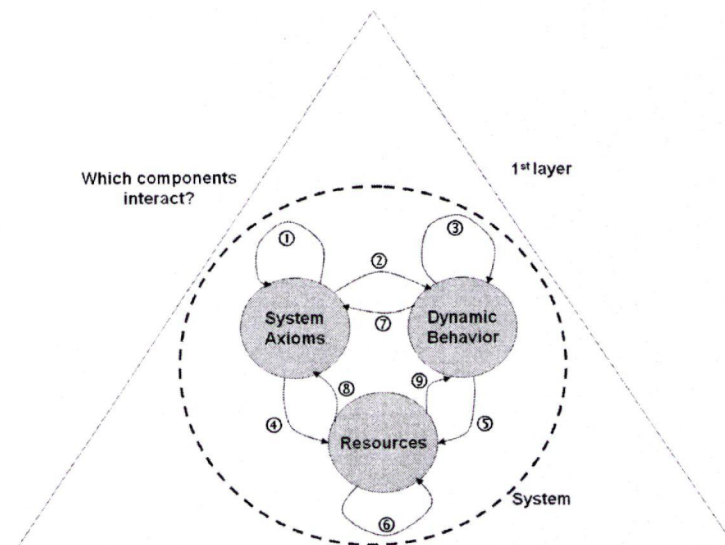 Which components
interact?
1st layer
①
③
②
System
Axioms
⑦
Dynamic
Behavior
⑧
⑨
④
⑤
Resources
System
⑥